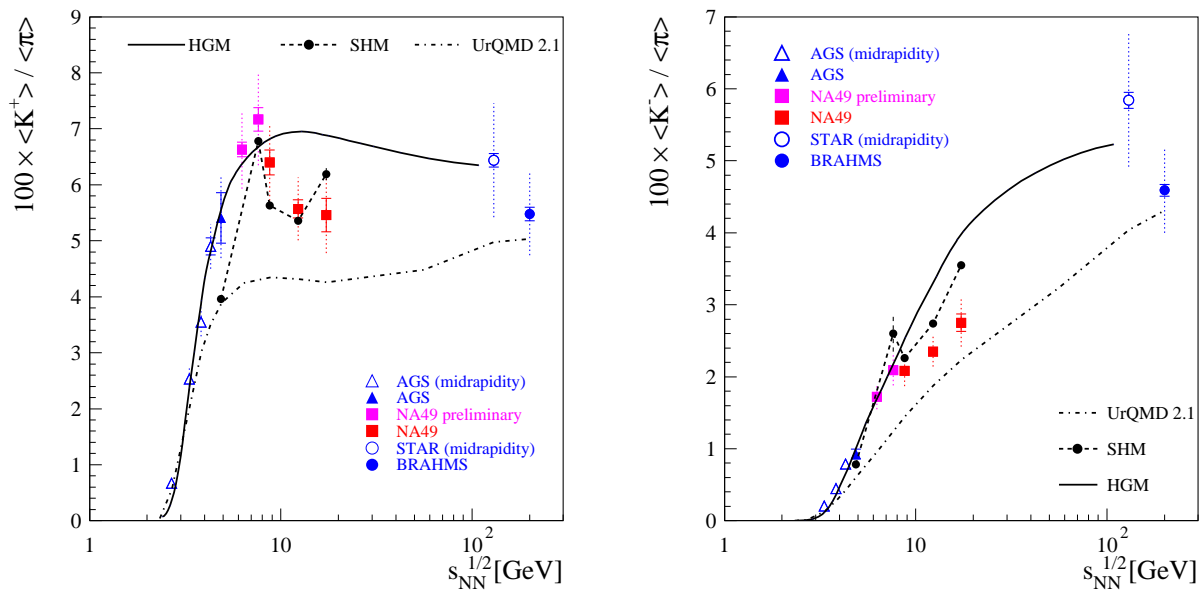 100 × <K⁺> / <π>
9
8
7
6
5
4
3
2
1
0
HGM SHM UrQMD 2.1
AGS (midrapidity)
AGS
NA49 preliminary
NA49
STAR (midrapidity)
BRAHMS
1 10 10²
s_NN^1/2 [GeV]
100 × <K⁻> / <π>
7
6
5
4
3
2
1
0
AGS (midrapidity)
AGS
NA49 preliminary
NA49
STAR (midrapidity)
BRAHMS
UrQMD 2.1
SHM
HGM
1 10 10²
s_NN^1/2 [GeV]